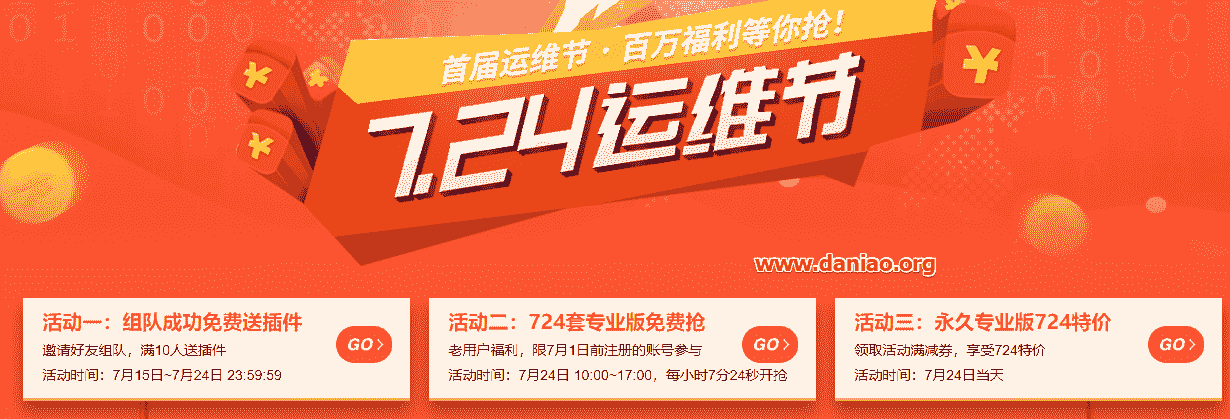 首届运维节 · 百万福利等你抢！
7.24运维节
www.daniao.org
活动一：组队成功免费送插件
邀请好友组队，满10人送插件
活动时间：7月15日~7月24日 23:59:59
GO >
活动二：724套专业版免费抢
老用户福利，限7月1日前注册的账号参与
活动时间：7月24日 10:00~17:00，每小时7分24秒开抢
GO >
活动三：永久专业版724特价
领取活动满减券，享受724特价
活动时间：7月24日当天
GO >